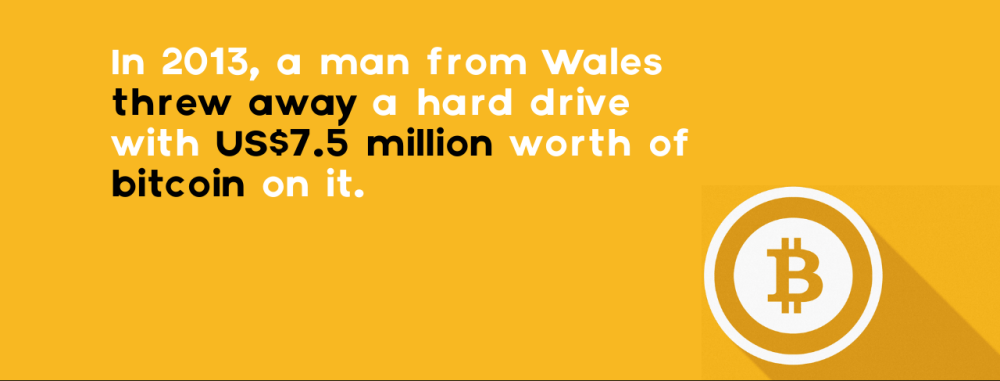 In 2013, a man from Wales
threw away a hard drive
with US$7.5 million worth of
bitcoin on it.